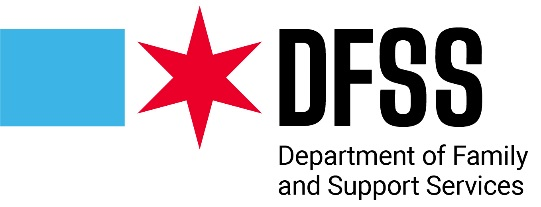 DFSS
Department of Family
and Support Services